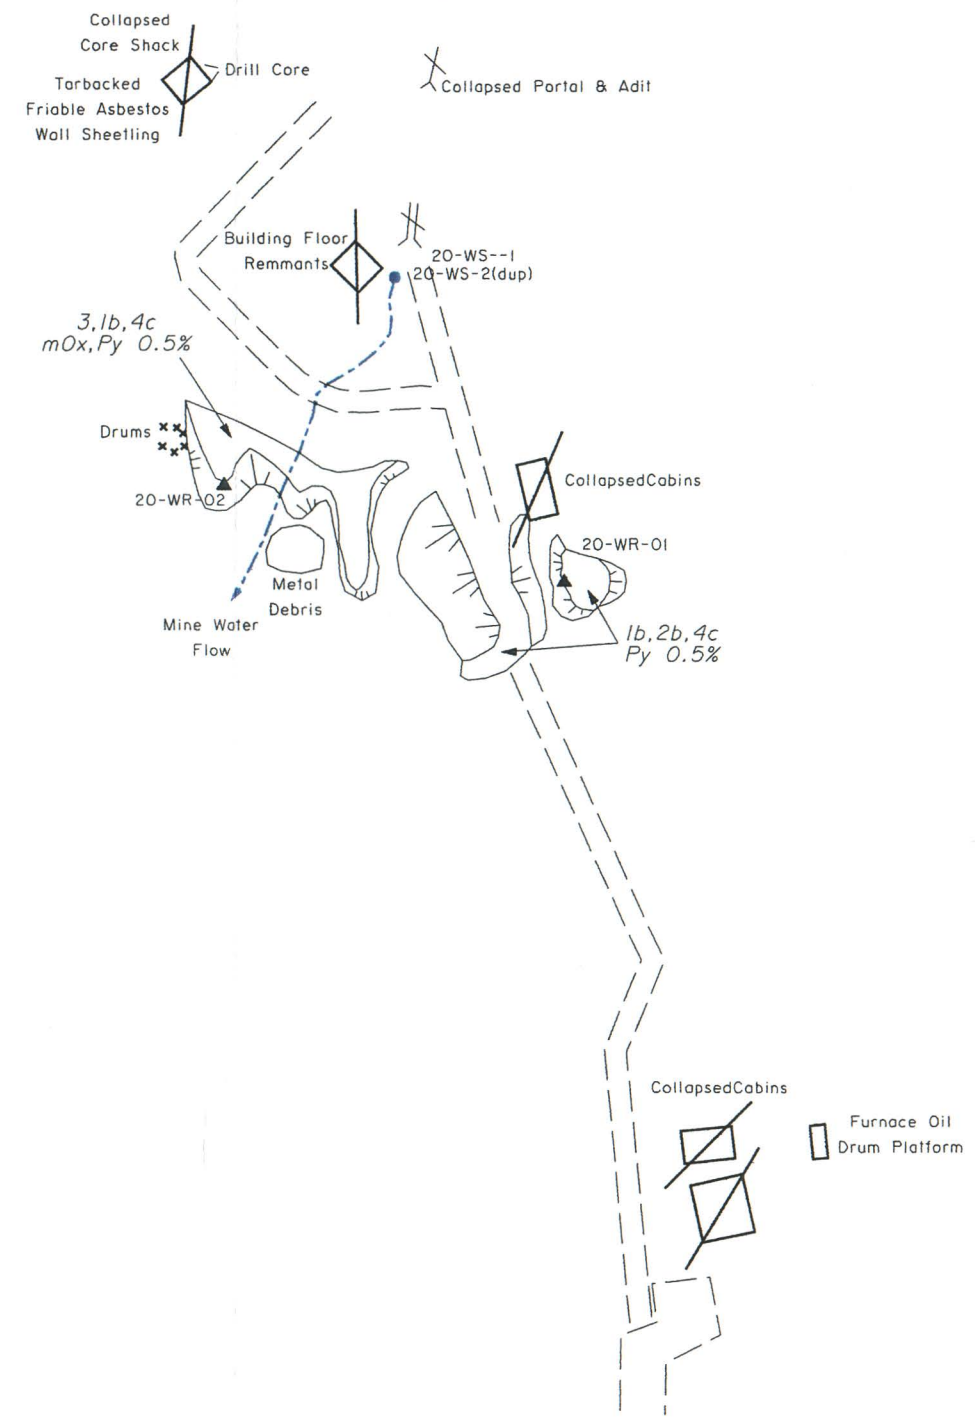 Collapsed
Core Shack
Drill Core
Tarbacked
Friable Asbestos
Wall Sheetling
Collapsed Portal & Adit
Building Floor
Remmants
20-WS--1
20-WS-2(dup)
3,1b,4c
mOx,Py 0.5%
Drums
20-WR-02
CollapsedCabins
20-WR-01
Metal
Debris
Mine Water
Flow
1b,2b,4c
Py 0.5%
CollapsedCabins
Furnace Oil
Drum Platform